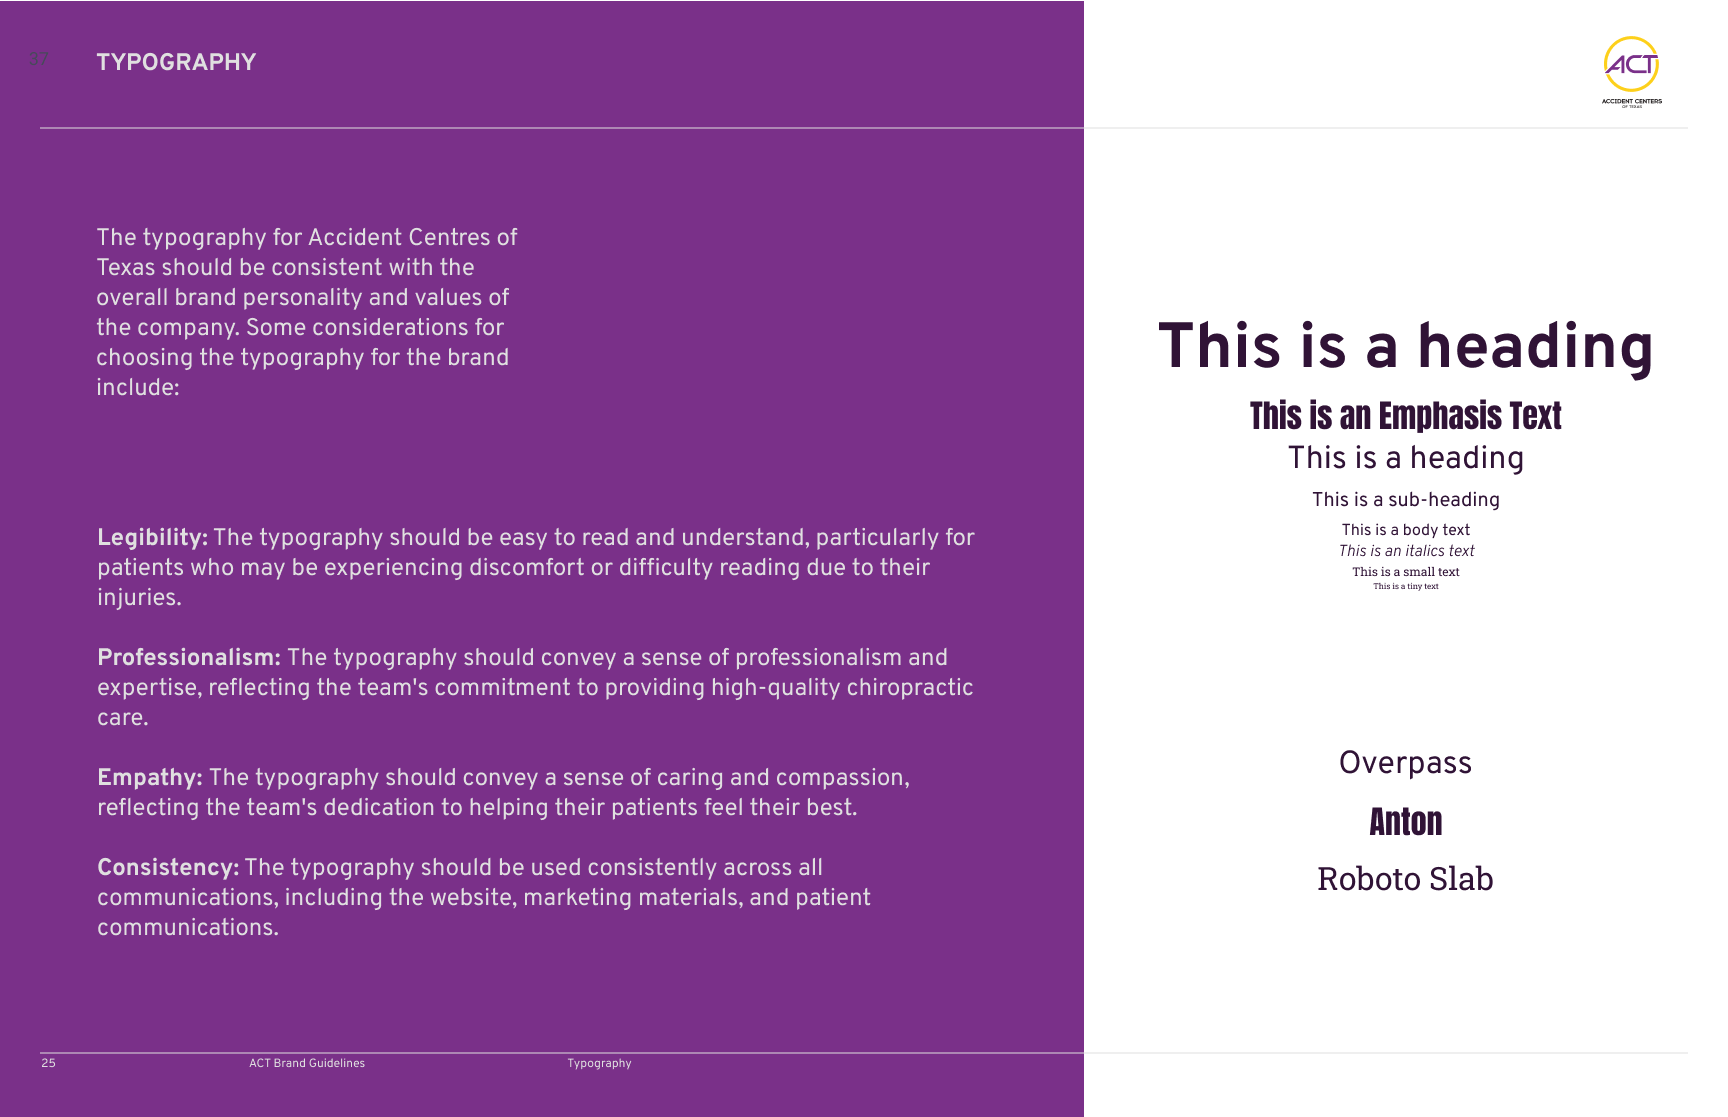 37
TYPOGRAPHY
ACT
ACCIDENT CENTERS
OF TEXAS
The typography for Accident Centres of
Texas should be consistent with the
overall brand personality and values of
the company. Some considerations for
choosing the typography for the brand
include:
Legibility: The typography should be easy to read and understand, particularly for
patients who may be experiencing discomfort or difficulty reading due to their
injuries.
Professionalism: The typography should convey a sense of professionalism and
expertise, reflecting the team's commitment to providing high-quality chiropractic
care.
Empathy: The typography should convey a sense of caring and compassion,
reflecting the team's dedication to helping their patients feel their best.
Consistency: The typography should be used consistently across all
communications, including the website, marketing materials, and patient
communications.
This is a heading
This is an Emphasis Text
This is a heading
This is a sub-heading
This is a body text
This is an italics text
This is a small text
This is a tiny text
Overpass
Anton
Roboto Slab
25
ACT Brand Guidelines
Typography